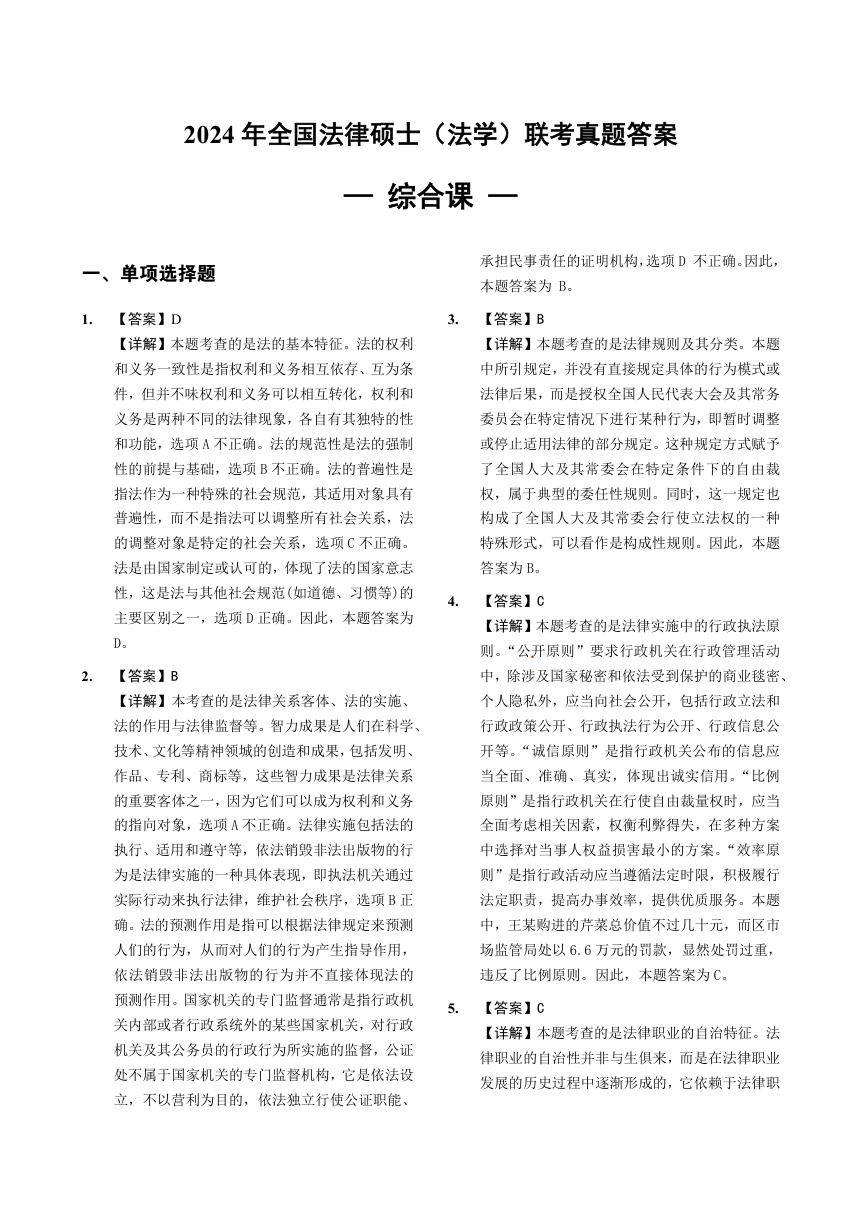 2024 年全国法律硕士（法学）联考真题答案
— 综合课 —
一、单项选择题
1. 【答案】D
【详解】本题考查的是法的基本特征。法的权利
和义务一致性是指权利和义务相互依存、互为条
件，但并不味权利和义务可以相互转化，权利和
义务是两种不同的法律现象，各自有其独特的性
和功能，选项 A 不正确。法的规范性是法的强制
性的前提与基础，选项 B 不正确。法的普遍性是
指法作为一种特殊的社会规范，其适用对象具有
普遍性，而不是指法可以调整所有社会关系，法
的调整对象是特定的社会关系，选项 C 不正确。
法是由国家制定或认可的，体现了法的国家意志
性，这是法与其他社会规范(如道德、习惯等)的
主要区别之一，选项 D 正确。因此，本题答案为
D。
2. 【答案】B
【详解】本考查的是法律关系客体、法的实施、
法的作用与法律监督等。智力成果是人们在科学、
技术、文化等精神领城的创造和成果，包括发明、
作品、专利、商标等，这些智力成果是法律关系
的重要客体之一，因为它们可以成为权利和义务
的指向对象，选项 A 不正确。法律实施包括法的
执行、适用和遵守等，依法销毁非法出版物的行
为是法律实施的一种具体表现，即执法机关通过
实际行动来执行法律，维护社会秩序，选项 B 正
确。法的预测作用是指可以根据法律规定来预测
人们的行为，从而对人们的行为产生指导作用，
依法销毁非法出版物的行为并不直接体现法的
预测作用。国家机关的专门监督通常是指行政机
关内部或者行政系统外的某些国家机关，对行政
机关及其公务员的行政行为所实施的监督，公证
处不属于国家机关的专门监督机构，它是依法设
立，不以营利为目的，依法独立行使公证职能、
承担民事责任的证明机构，选项 D 不正确。因此，
本题答案为 B。
3. 【答案】B
【详解】本题考查的是法律规则及其分类。本题
中所引规定，并没有直接规定具体的行为模式或
法律后果，而是授权全国人民代表大会及其常务
委员会在特定情况下进行某种行为，即暂时调整
或停止适用法律的部分规定。这种规定方式赋予
了全国人大及其常委会在特定条件下的自由裁
权，属于典型的委任性规则。同时，这一规定也
构成了全国人大及其常委会行使立法权的一种
特殊形式，可以看作是构成性规则。因此，本题
答案为 B。
4. 【答案】C
【详解】本题考查的是法律实施中的行政执法原
则。“公开原则”要求行政机关在行政管理活动
中，除涉及国家秘密和依法受到保护的商业毯密、
个人隐私外，应当向社会公开，包括行政立法和
行政政策公开、行政执法行为公开、行政信息公
开等。“诚信原则”是指行政机关公布的信息应
当全面、准确、真实，体现出诚实信用。“比例
原则”是指行政机关在行使自由裁量权时，应当
全面考虑相关因素，权衡利弊得失，在多种方案
中选择对当事人权益损害最小的方案。“效率原
则”是指行政活动应当遵循法定时限，积极履行
法定职责，提高办事效率，提供优质服务。本题
中，王某购进的芹菜总价值不过几十元，而区市
场监管局处以 6.6 万元的罚款，显然处罚过重，
违反了比例原则。因此，本题答案为 C。
5. 【答案】C
【详解】本题考查的是法律职业的自治特征。法
律职业的自治性并非与生俱来，而是在法律职业
发展的历史过程中逐渐形成的，它依赖于法律职